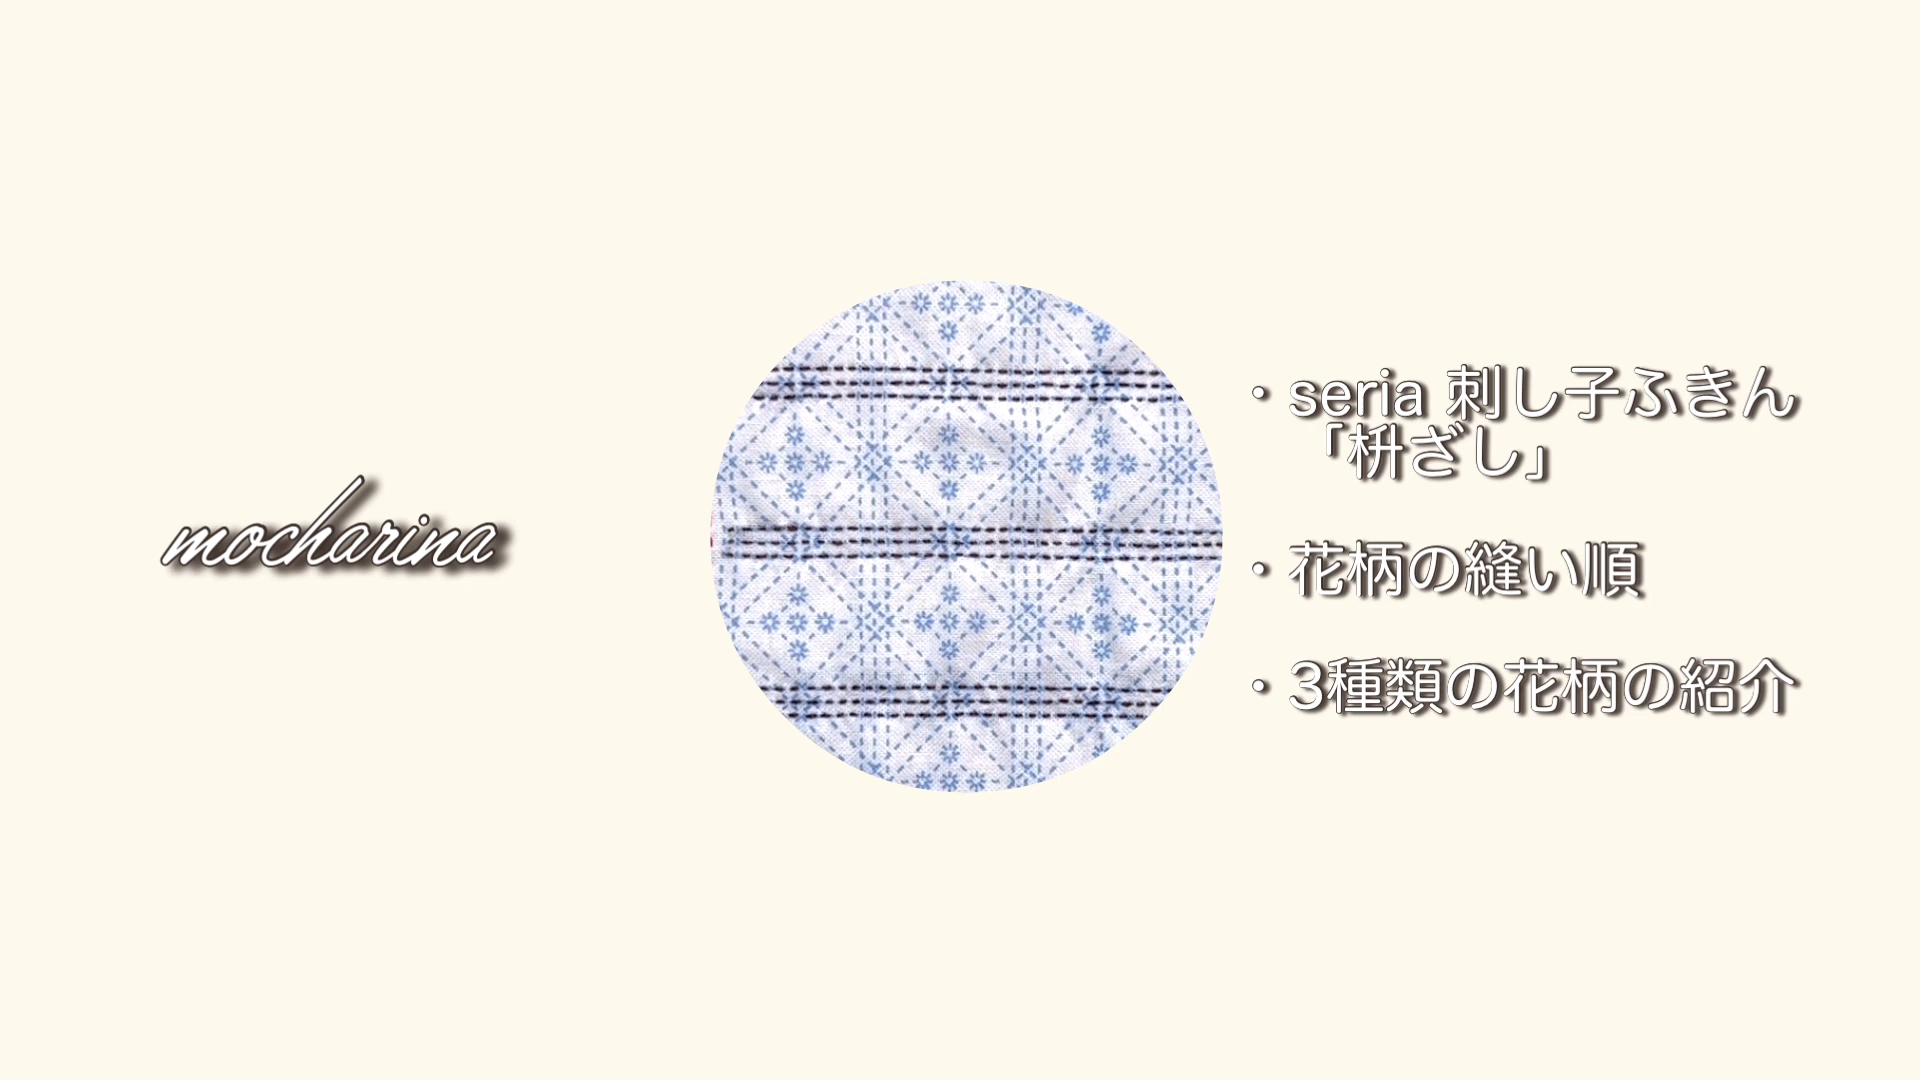 mocharina
・seria 刺し子ふきん
「枡ざし」
・花柄の縫い順
・3種類の花柄の紹介